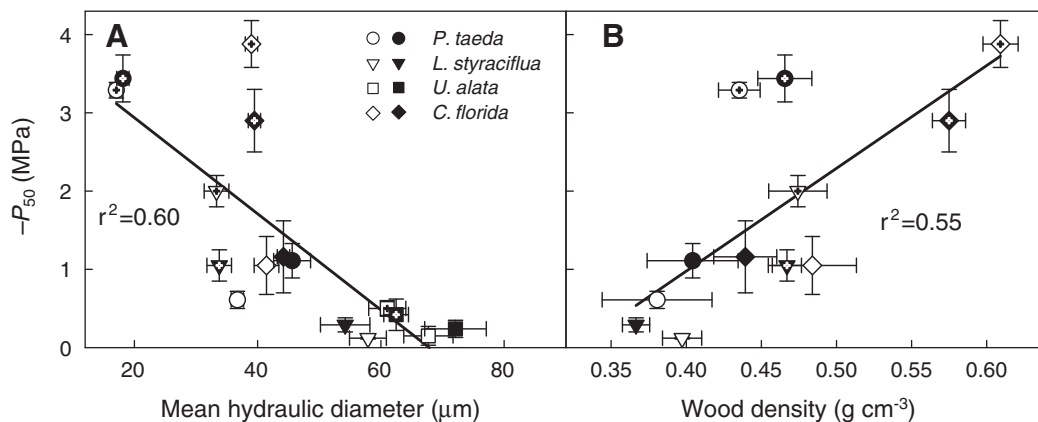 A
B
P. taeda
L. styraciflua
U. alata
C. florida
r²=0.60
r²=0.55
–P₅₀ (MPa)
4
3
2
1
0
20 40 60 80
0.35 0.40 0.45 0.50 0.55 0.60
Mean hydraulic diameter (μm)
Wood density (g cm⁻³)